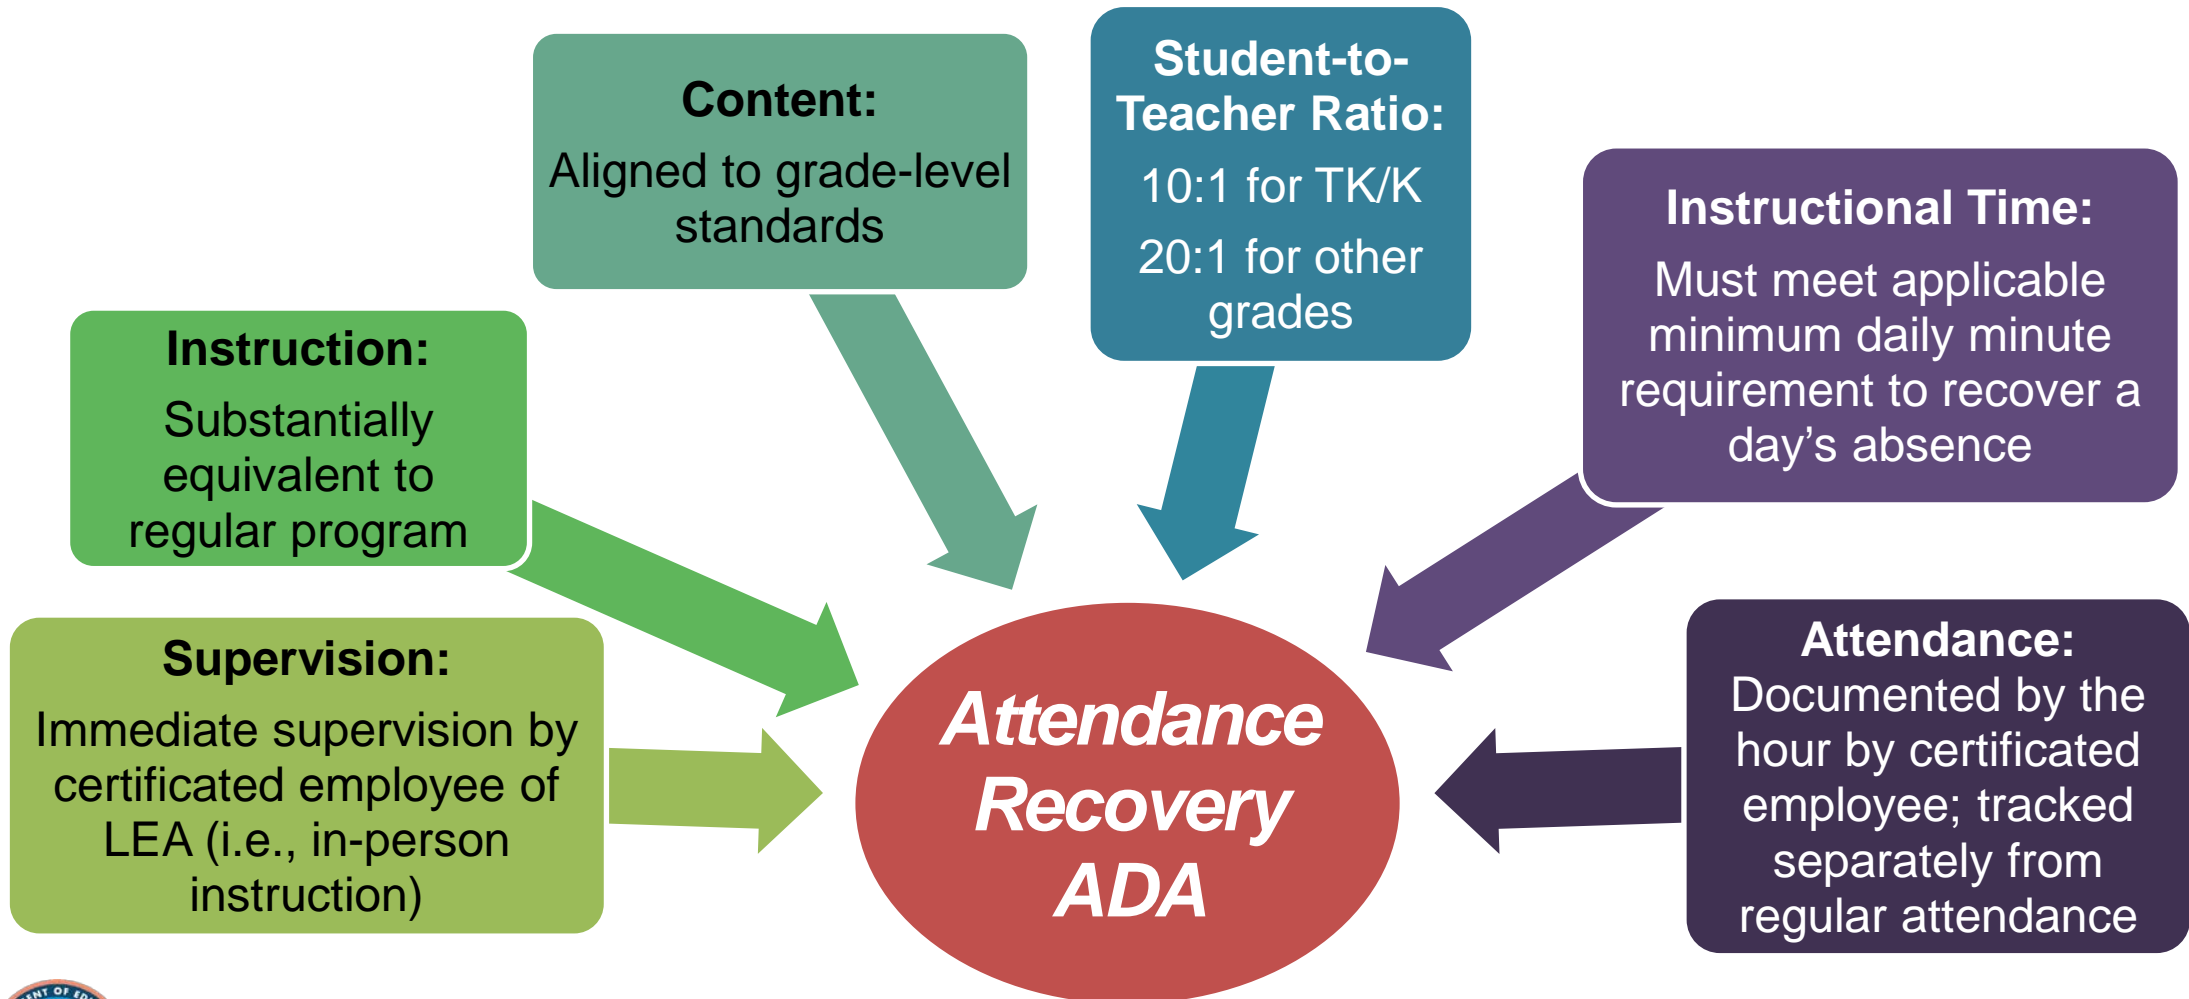 Content:
Aligned to grade-level
standards
Student-to-
Teacher Ratio:
10:1 for TK/K
20:1 for other
grades
Instructional Time:
Must meet applicable
minimum daily minute
requirement to recover a
day’s absence
Instruction:
Substantially
equivalent to
regular program
Supervision:
Immediate supervision by
certificated employee of
LEA (i.e., in-person
instruction)
Attendance:
Documented by the
hour by certificated
employee; tracked
separately from
regular attendance
Attendance
Recovery
ADA
OF